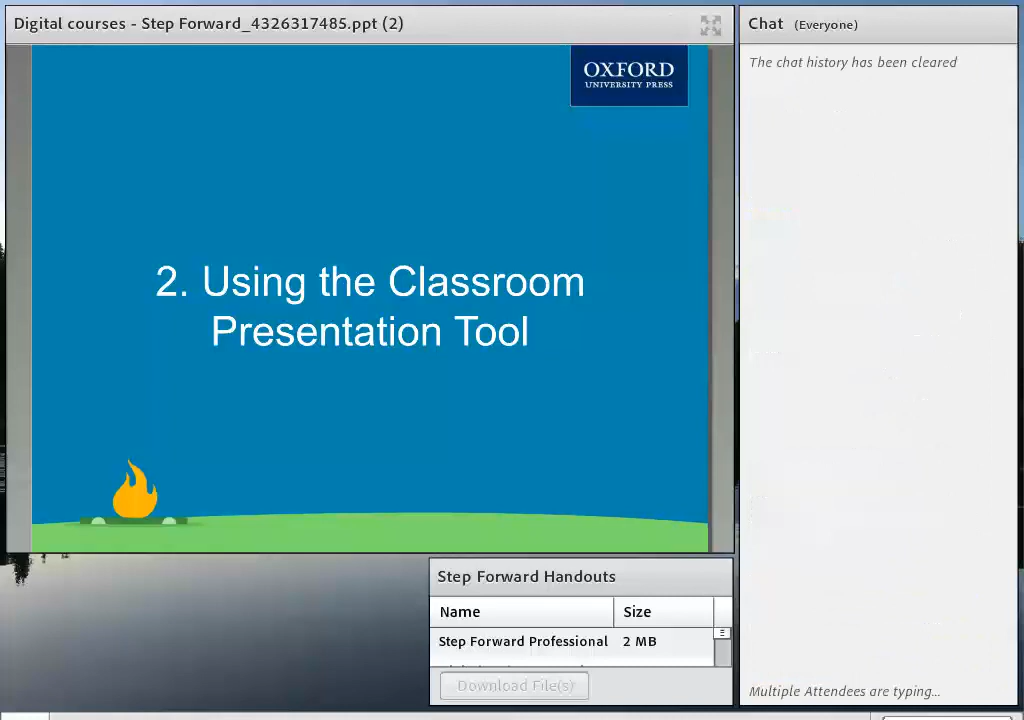 Digital courses - Step Forward_4326317485.ppt (2)
OXFORD
UNIVERSITY PRESS
2. Using the Classroom
Presentation Tool
Step Forward Handouts
Name Size
Step Forward Professional 2 MB
Download File(s)
Chat (Everyone)
The chat history has been cleared
Multiple Attendees are typing...